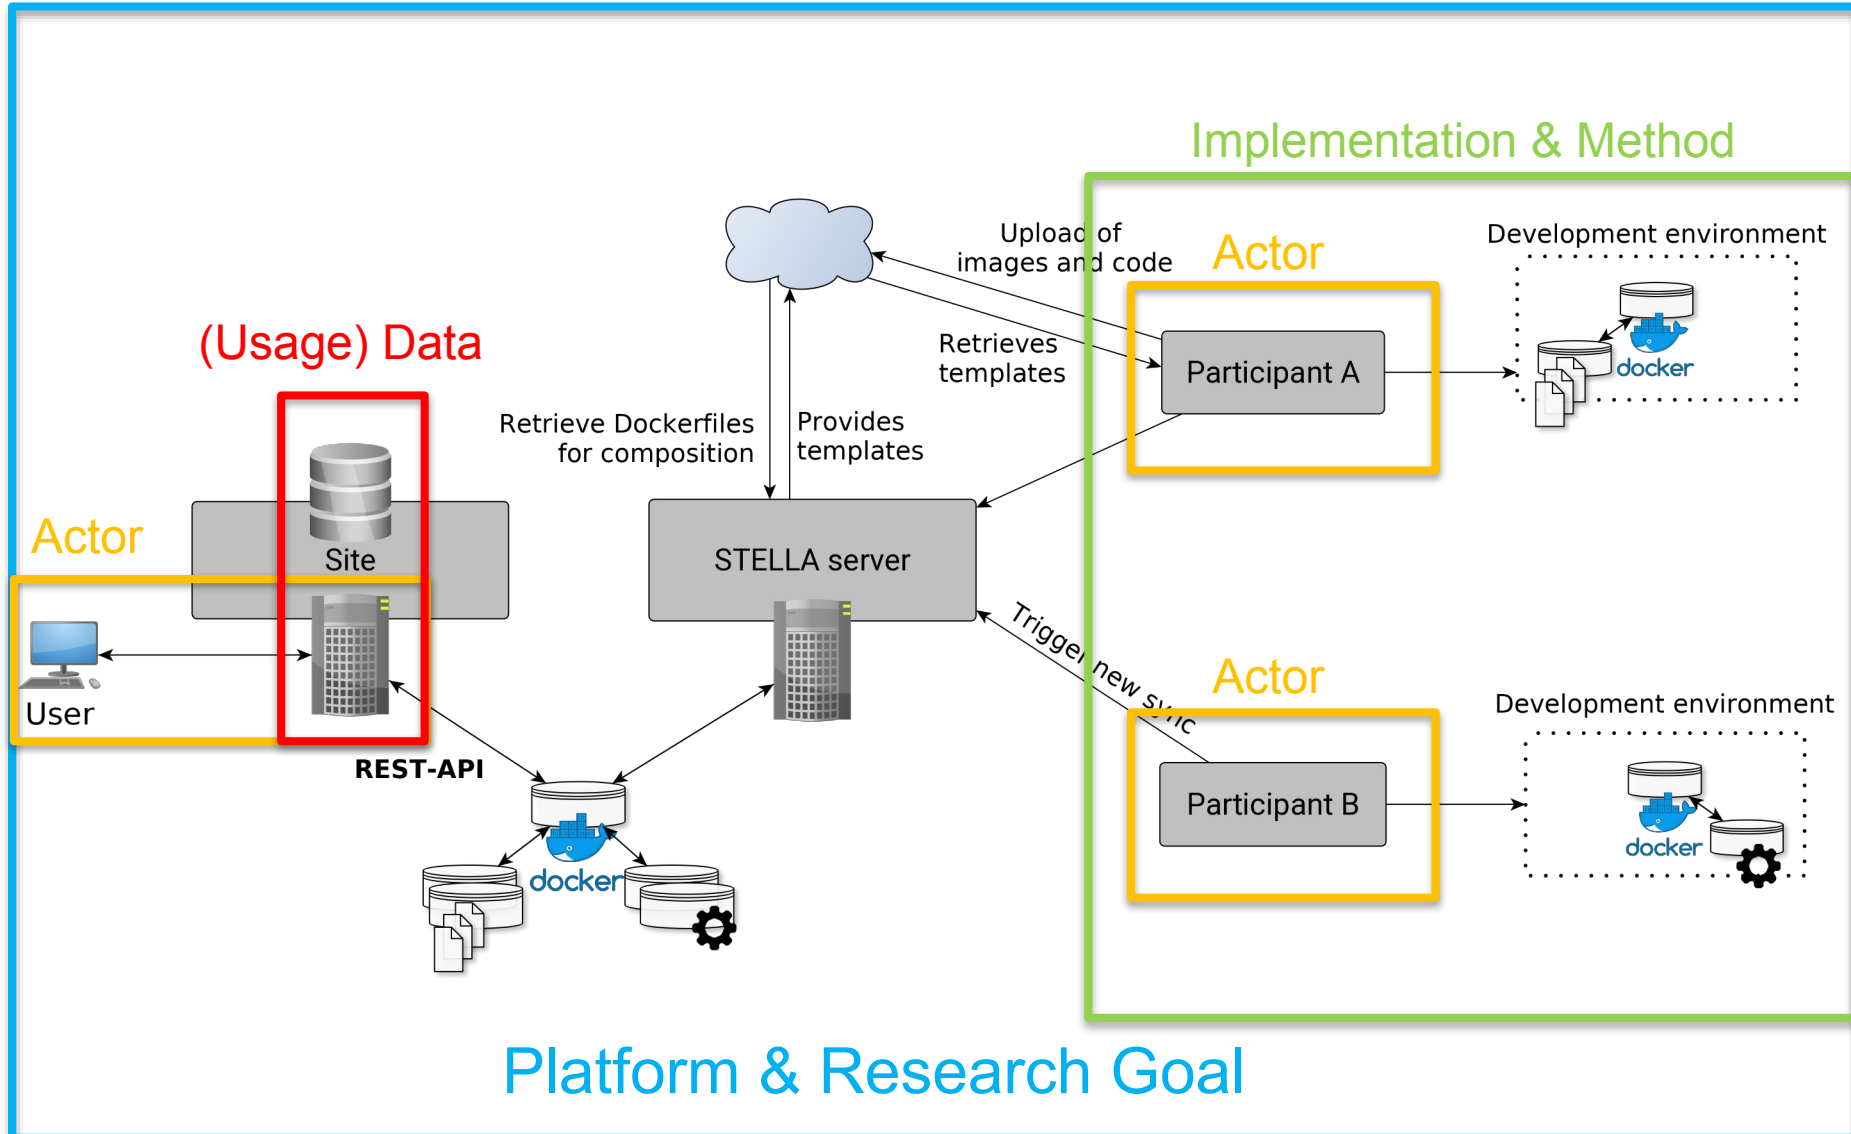 Implementation & Method
Upload of
images and code
Actor
Development environment
(Usage) Data
Retrieves
templates
Participant A
docker
Retrieve Dockerfiles
for composition
Provides
templates
Actor
Site
STELLA server
Trigger new sync
User
Actor
Development environment
REST-API
Participant B
docker
docker
Platform & Research Goal